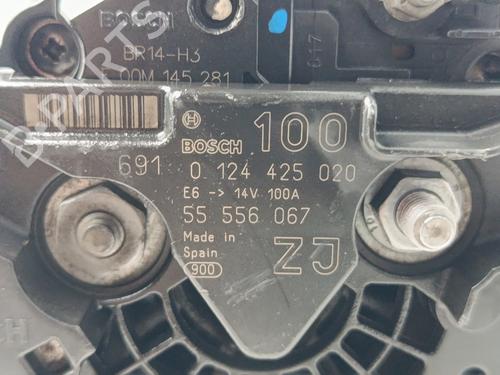 BOSCH
BR14-H3
00M 145 281
BOSCH 100
691 0 124 425 020
E6 -> 14V 100A
55 556 067
Made in
Spain
900
ZJ